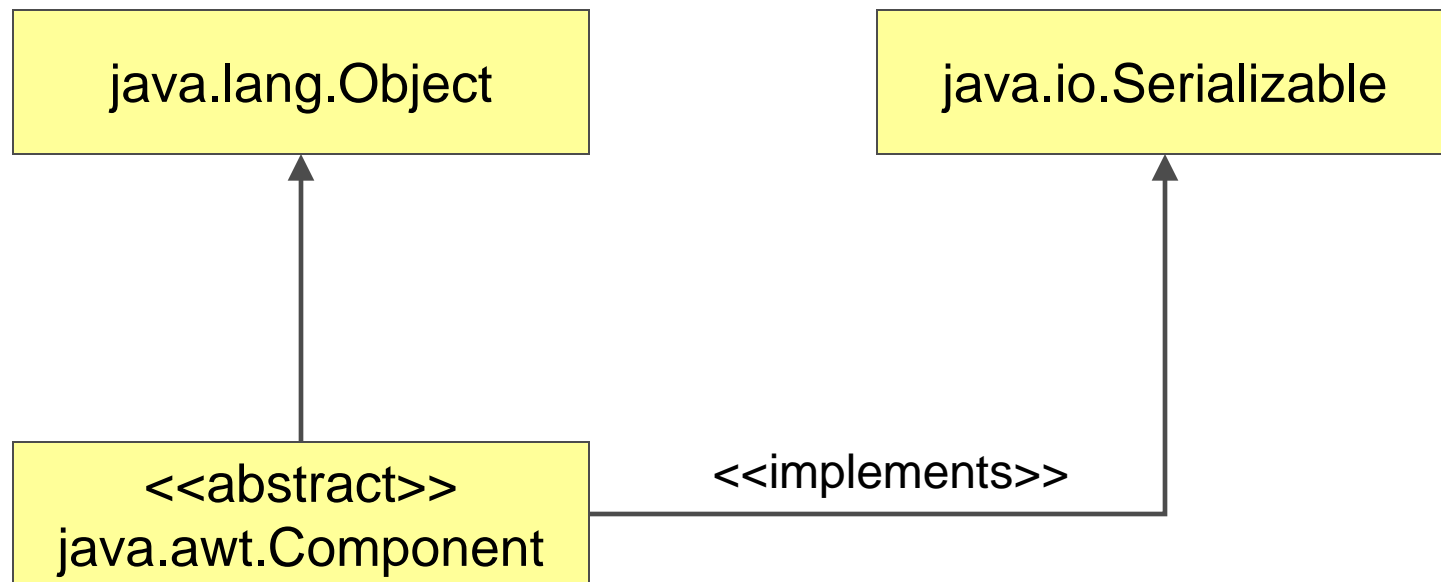 java.lang.Object
java.io.Serializable
<<abstract>>
java.awt.Component
<<implements>>